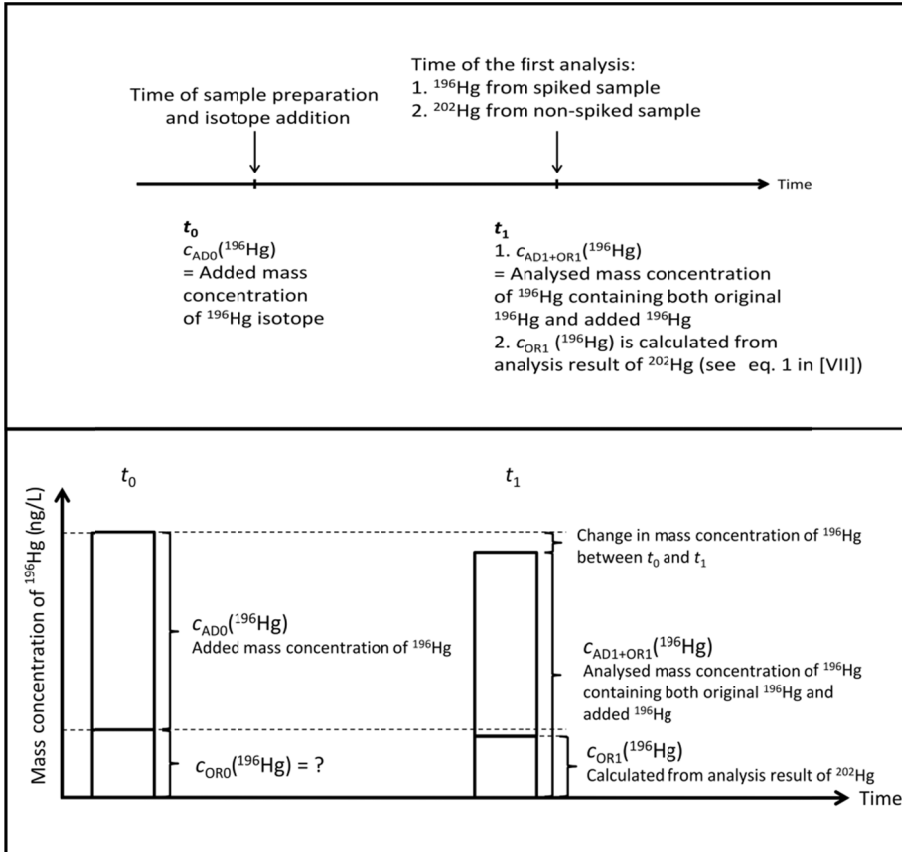 Time of sample preparation
and isotope addition
Time of the first analysis:
1. ¹⁹⁶Hg from spiked sample
2. ²⁰²Hg from non-spiked sample
Time
t₀
c_AD0(¹⁹⁶Hg)
= Added mass
concentration
of ¹⁹⁶Hg isotope
t₁
1. c_AD1+OR1(¹⁹⁶Hg)
= Analysed mass concentration
of ¹⁹⁶Hg containing both original
¹⁹⁶Hg and added ¹⁹⁶Hg
2. c_OR1 (¹⁹⁶Hg) is calculated from
analysis result of ²⁰²Hg (see eq. 1 in [VII])
t₀
t₁
Mass concentration of ¹⁹⁶Hg (ng/L)
Change in mass concentration of ¹⁹⁶Hg
between t₀ and t₁
c_AD0(¹⁹⁶Hg)
Added mass concentration of ¹⁹⁶Hg
c_AD1+OR1(¹⁹⁶Hg)
Analysed mass concentration of ¹⁹⁶Hg
containing both original ¹⁹⁶Hg and
added ¹⁹⁶Hg
c_OR0(¹⁹⁶Hg) = ?
c_OR1(¹⁹⁶Hg)
Calculated from analysis result of ²⁰²Hg
Time